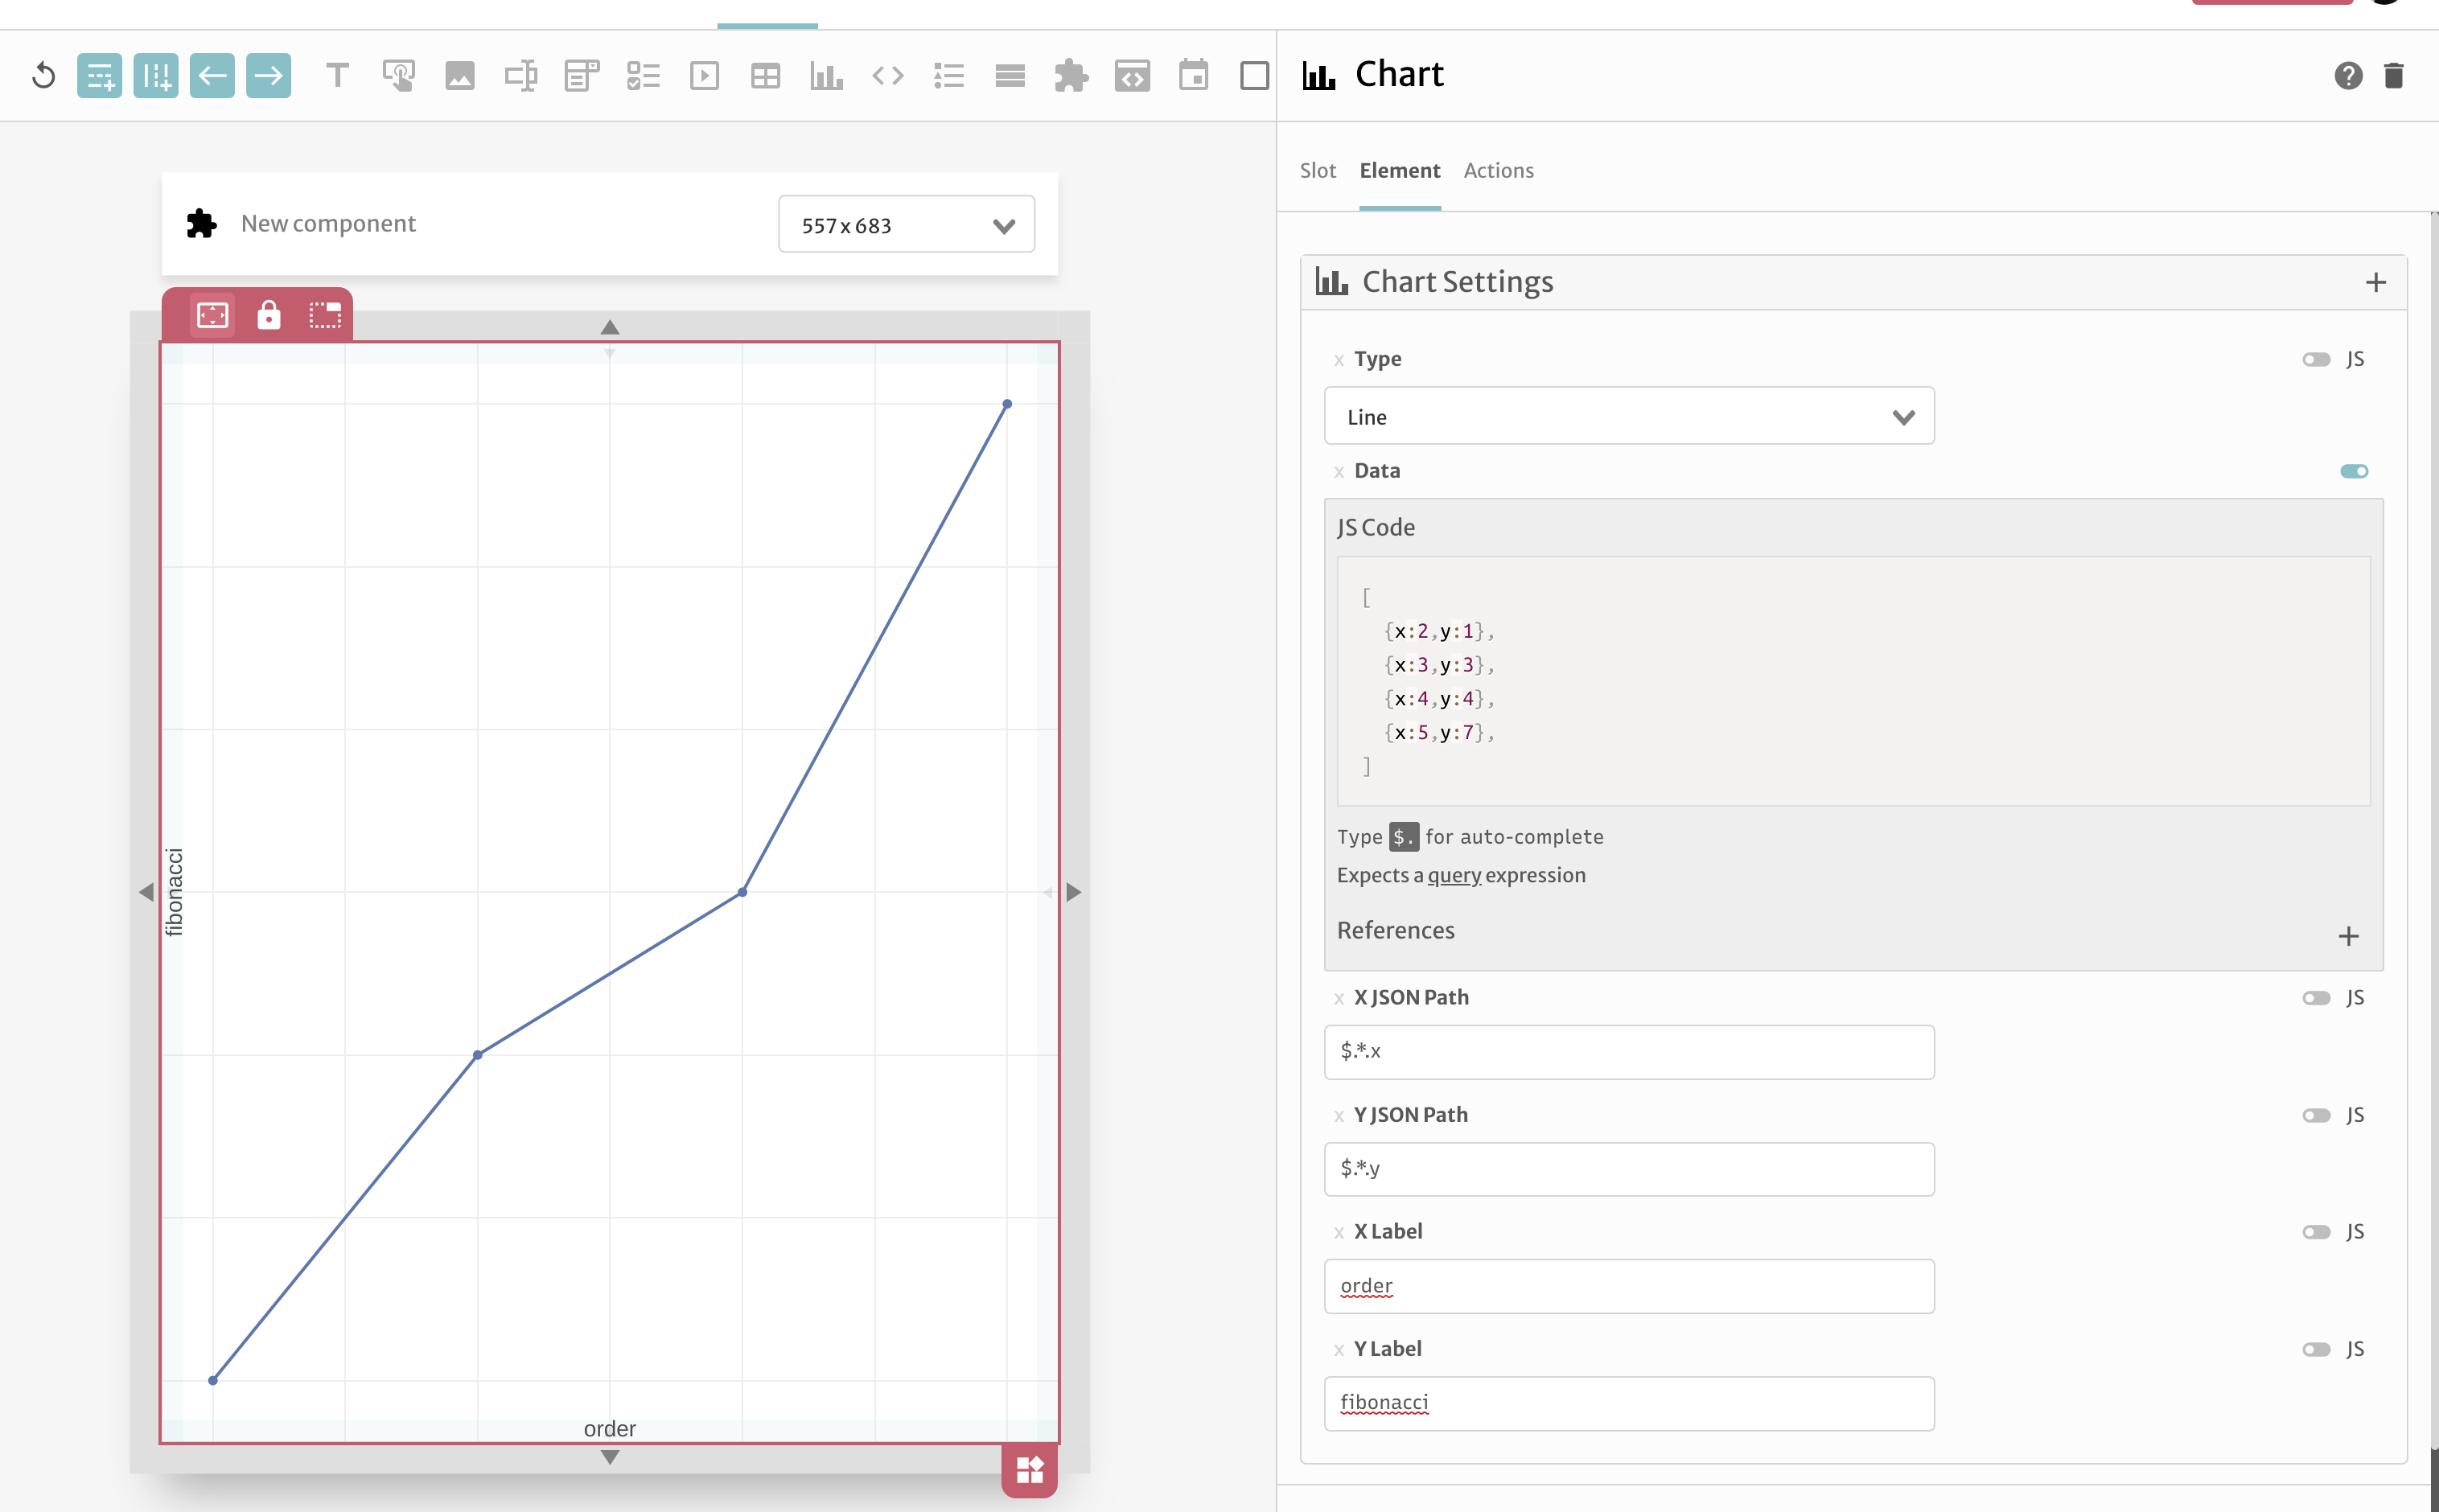 Chart
Slot Element Actions
New component
557 x 683
Chart Settings
x Type JS
Line
x Data
JS Code
[
{x:2,y:1},
{x:3,y:3},
{x:4,y:4},
{x:5,y:7},
]
Type $. for auto-complete
Expects a query expression
References
x X JSON Path JS
$.*.x
x Y JSON Path JS
$.*.y
x X Label JS
order
x Y Label JS
fibonacci
fibonacci
order